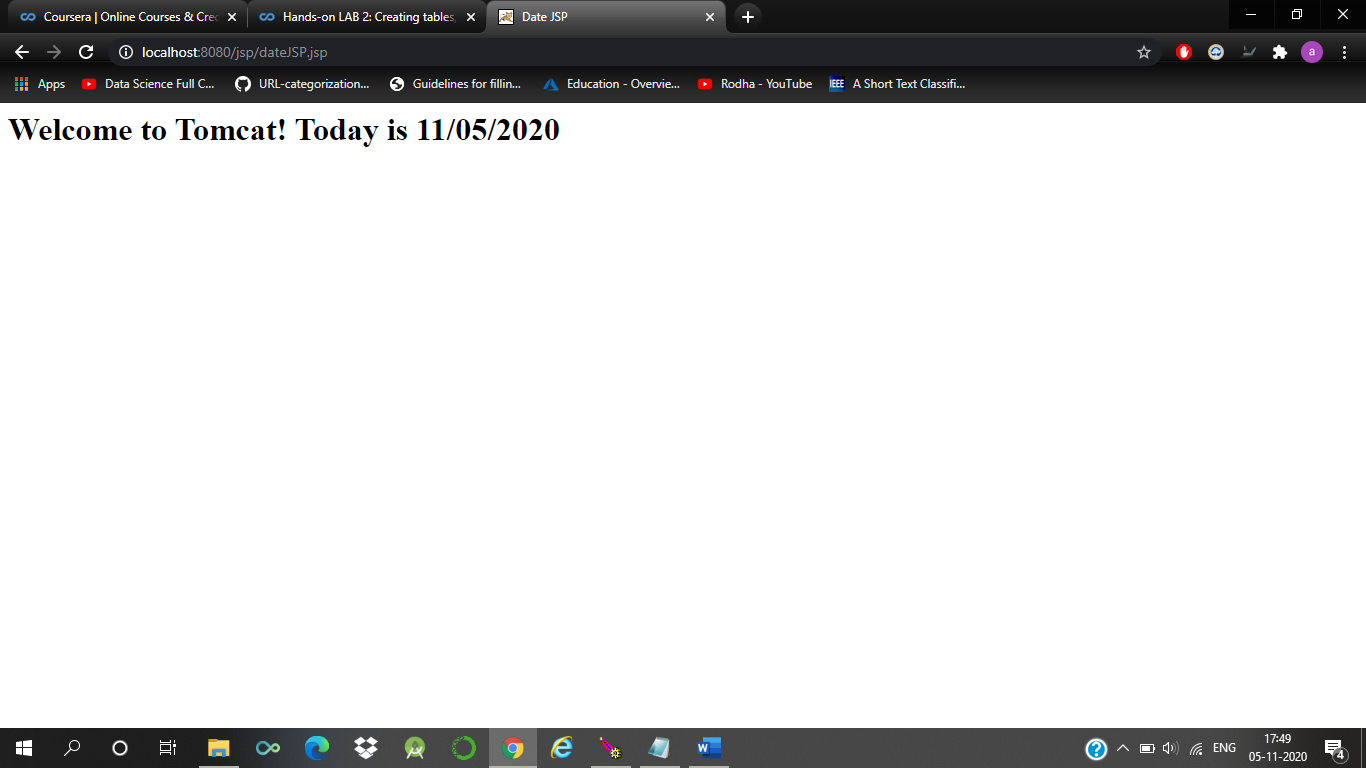 Coursera | Online Courses & Cre
Hands-on LAB 2: Creating tables,
Date JSP
localhost:8080/jsp/dateJSP.jsp
a
Apps
Data Science Full C...
URL-categorization...
Guidelines for fillin...
Education - Overvie...
Rodha - YouTube
IEEE
A Short Text Classifi...
Welcome to Tomcat! Today is 11/05/2020
ENG
17:49
05-11-2020
4